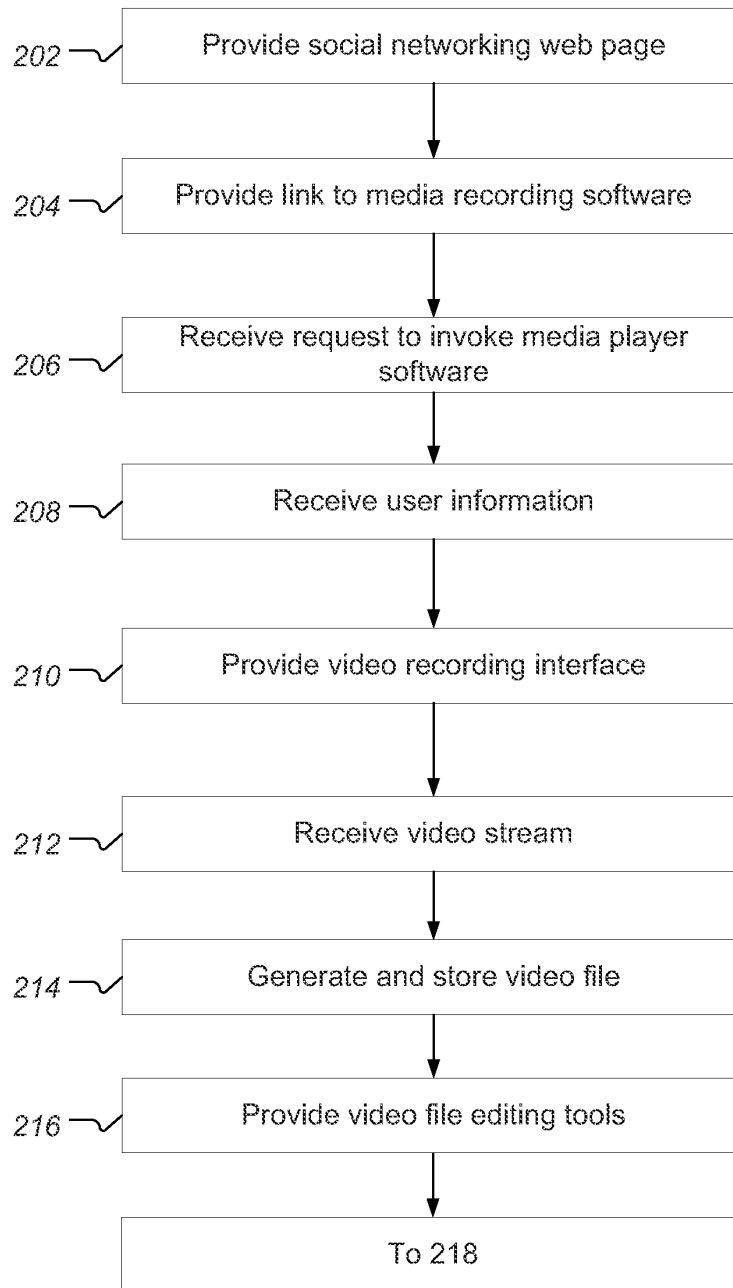 202
Provide social networking web page
204
Provide link to media recording software
206
Receive request to invoke media player
software
208
Receive user information
210
Provide video recording interface
212
Receive video stream
214
Generate and store video file
216
Provide video file editing tools
To 218